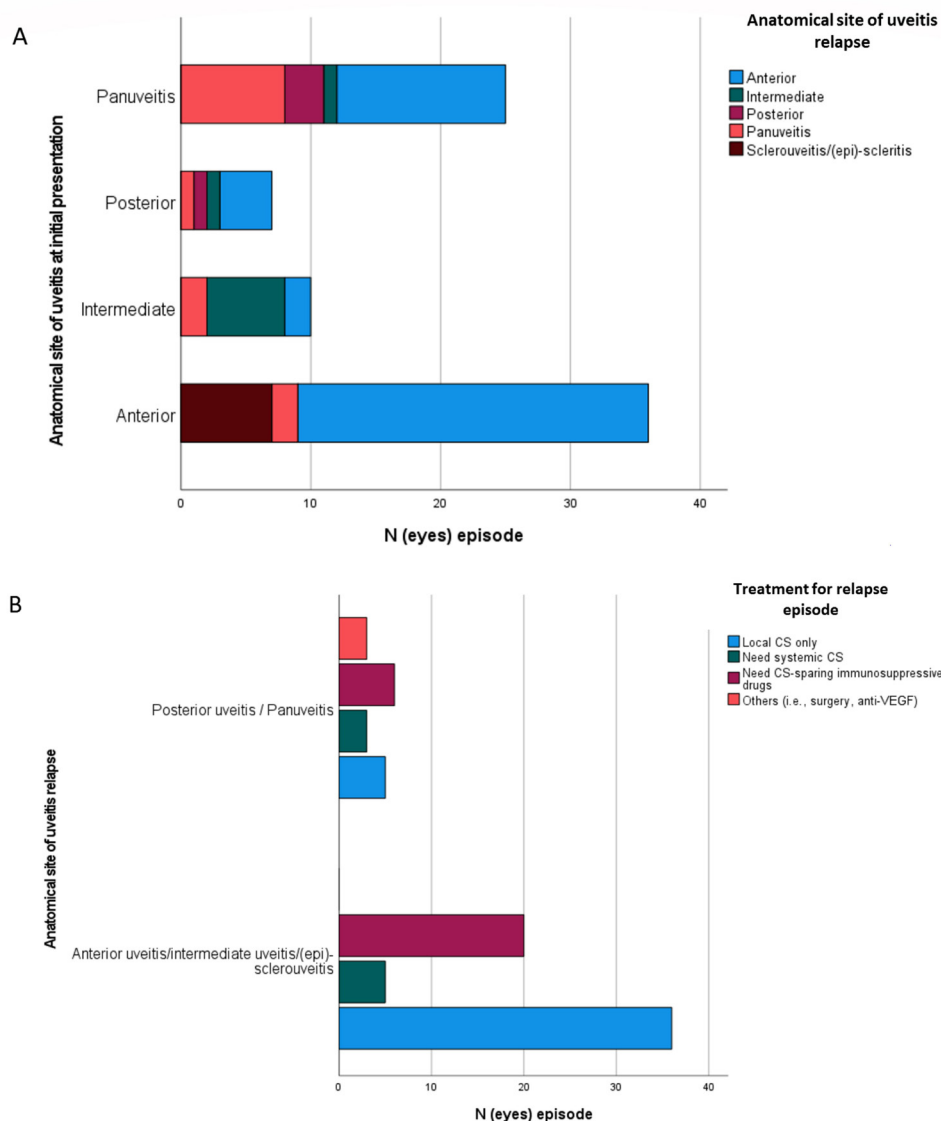 A
Anatomical site of uveitis
relapse
Anterior
Intermediate
Posterior
Panuveitis
Sclerouveitis/(epi)-scleritis
Anatomical site of uveitis at initial presentation
Panuveitis
Posterior
Intermediate
Anterior
0 10 20 30 40
N (eyes) episode
B
Treatment for relapse
episode
Local CS only
Need systemic CS
Need CS-sparing immunosuppressive
drugs
Others (i.e., surgery, anti-VEGF)
Anatomical site of uveitis relapse
Posterior uveitis / Panuveitis
Anterior uveitis/intermediate uveitis/(epi)-
sclerouveitis
0 10 20 30 40
N (eyes) episode